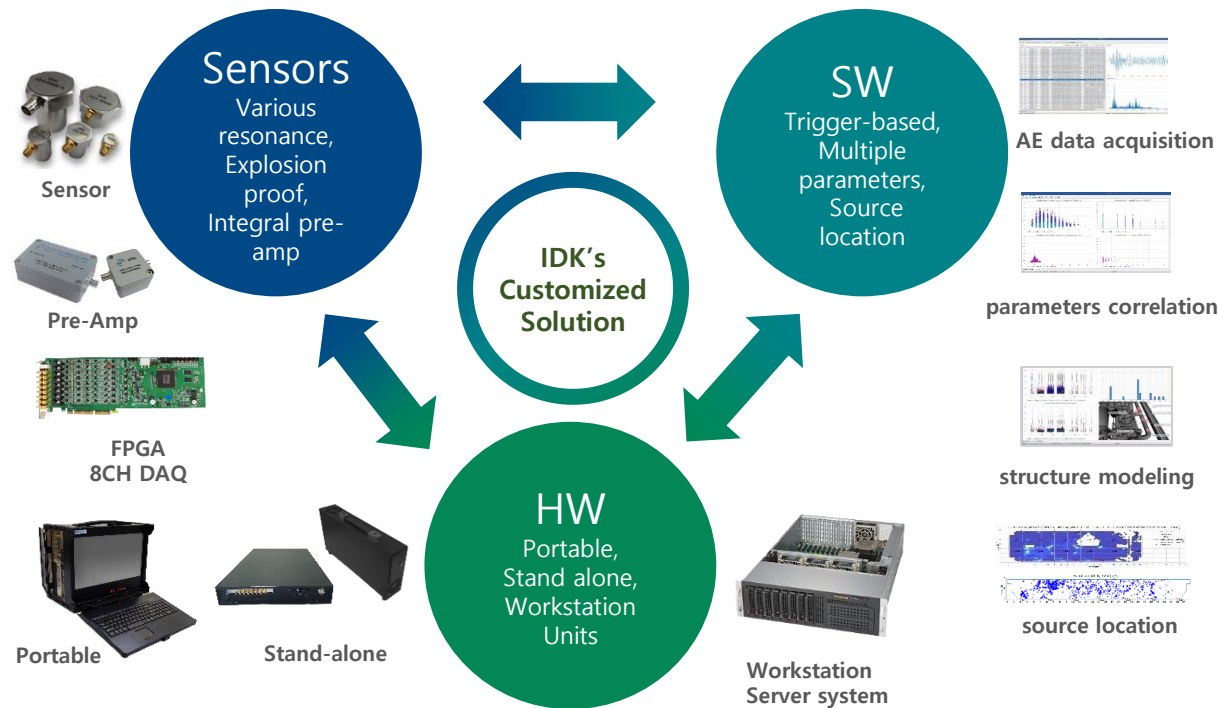 Sensors
Various
resonance,
Explosion
proof,
Integral pre-
amp
SW
Trigger-based,
Multiple
parameters,
Source
location
IDK's
Customized
Solution
HW
Portable,
Stand alone,
Workstation
Units
Sensor
Pre-Amp
FPGA
8CH DAQ
Portable
Stand-alone
Workstation
Server system
AE data acquisition
parameters correlation
structure modeling
source location